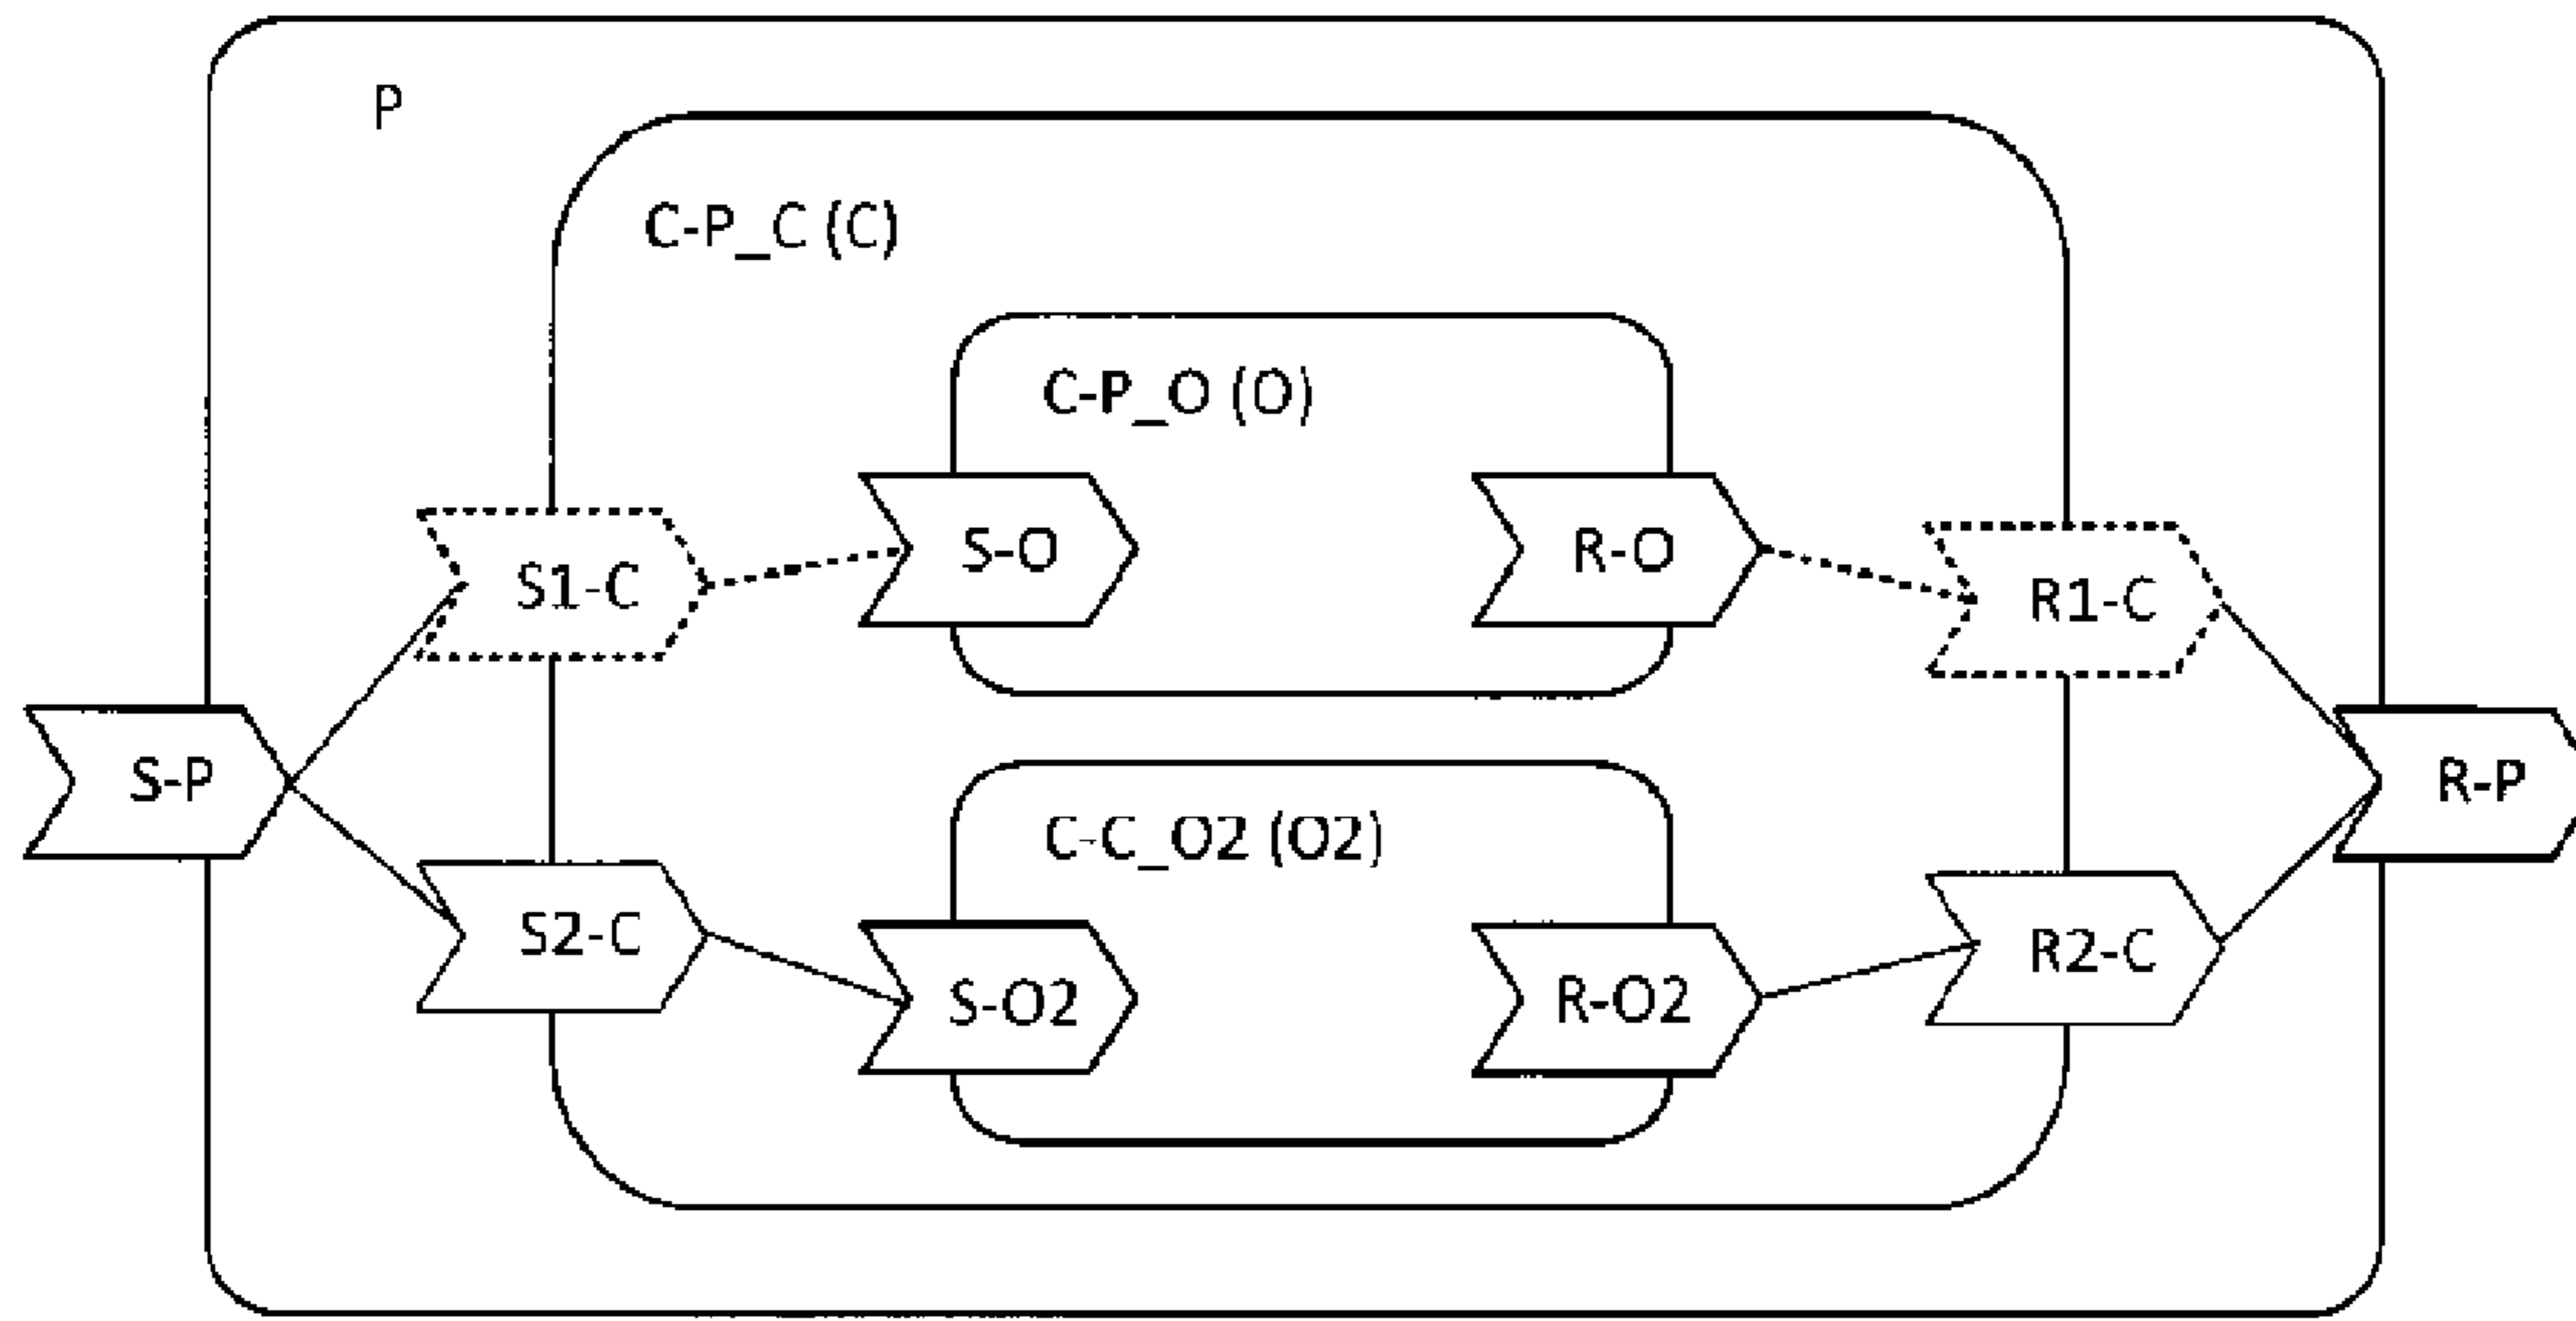 P
C-P_C (C)
C-P_O (O)
S-O
R-O
S1-C
R1-C
S-P
R-P
C-C_O2 (O2)
S2-C
R2-C
S-O2
R-O2